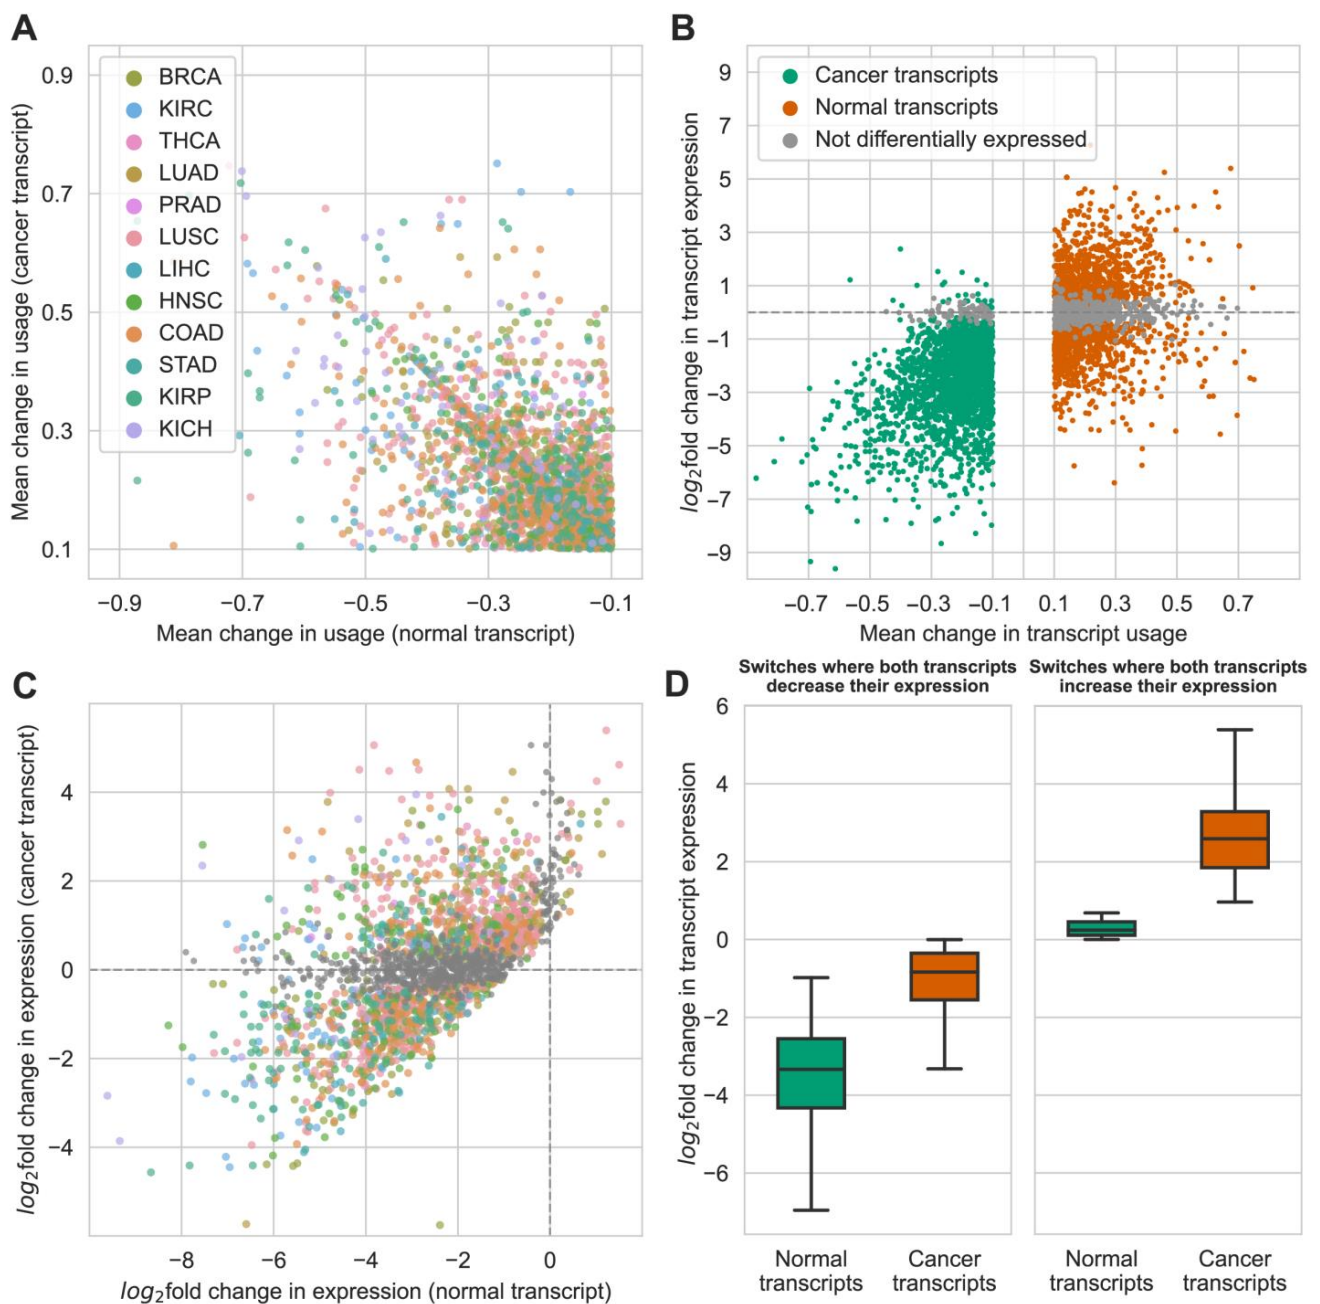 A
Mean change in usage (cancer transcript)
0.9
0.7
0.5
0.3
0.1
BRCA
KIRC
THCA
LUAD
PRAD
LUSC
LIHC
HNSC
COAD
STAD
KIRP
KICH
−0.9 −0.7 −0.5 −0.3 −0.1
Mean change in usage (normal transcript)
B
log2fold change in transcript expression
9
7
5
3
1
−1
−3
−5
−7
−9
Cancer transcripts
Normal transcripts
Not differentially expressed
−0.7 −0.5 −0.3 −0.1 0.1 0.3 0.5 0.7
Mean change in transcript usage
C
log2fold change in expression (cancer transcript)
4
2
0
−2
−4
−8 −6 −4 −2 0
log2fold change in expression (normal transcript)
D
Switches where both transcripts
decrease their expression
Switches where both transcripts
increase their expression
log2fold change in transcript expression
6
4
2
0
−2
−4
−6
Normal
transcripts
Cancer
transcripts
Normal
transcripts
Cancer
transcripts